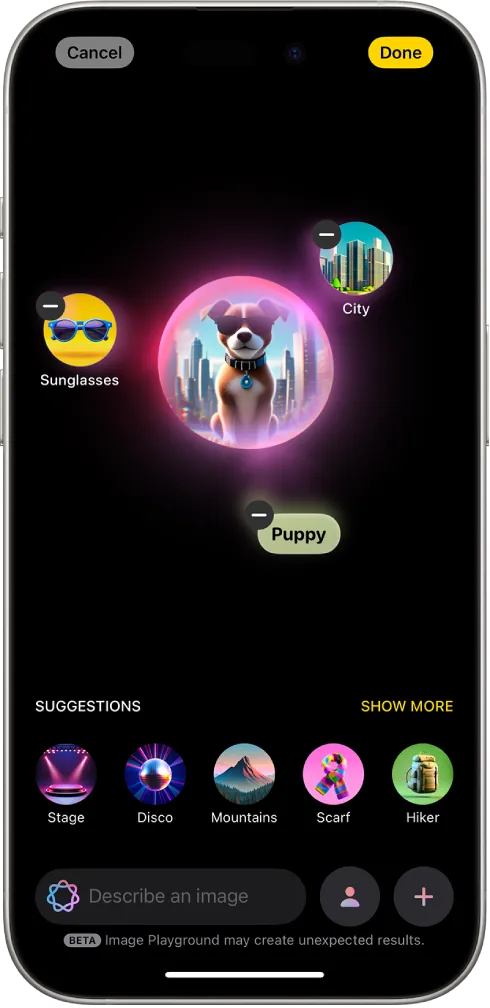 Cancel
Done
City
Sunglasses
Puppy
SUGGESTIONS
SHOW MORE
Stage
Disco
Mountains
Scarf
Hiker
Describe an image
BETA Image Playground may create unexpected results.